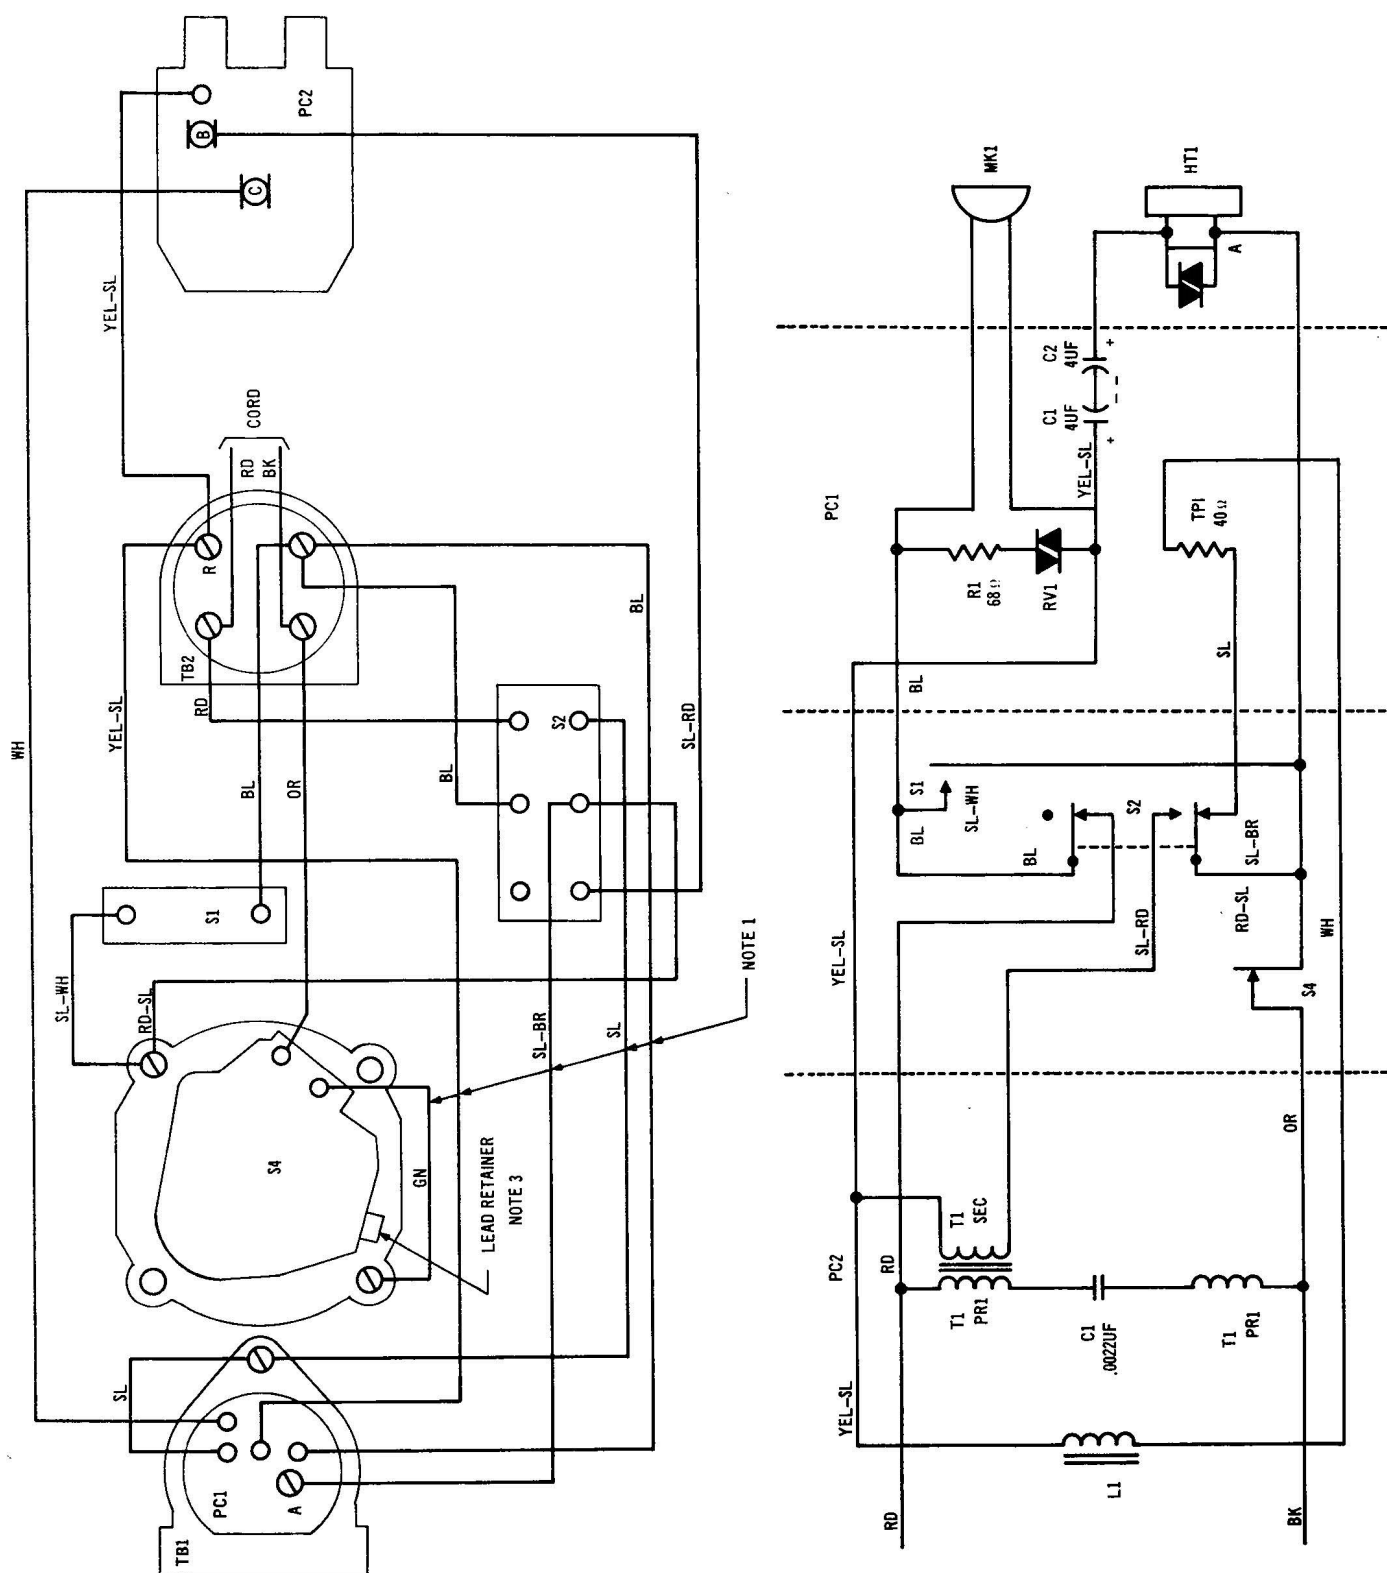 PC2
B
C
YEL-SL
WH
CORD
RD
BK
R
TB2
RD
YEL-SL
BL
OR
BL
BL
S2
SL-RD
S1
SL-WH
RD-SL
SL-BR
SL
NOTE 1
S4
GN
LEAD RETAINER
NOTE 3
SL
PC1
A
TB1
MK1
HT1
A
PC1
C1
4UF
C2
4UF
+
- -
+
YEL-SL
R1
68Ω
RV1
TP1
40Ω
SL
BL
S1
SL-WH
BL
BL
S2
SL-BR
RD-SL
SL-RD
YEL-SL
WH
S4
OR
PC2
RD
T1
SEC
T1
PR1
C1
.0022UF
T1
PR1
YEL-SL
L1
RD
BK